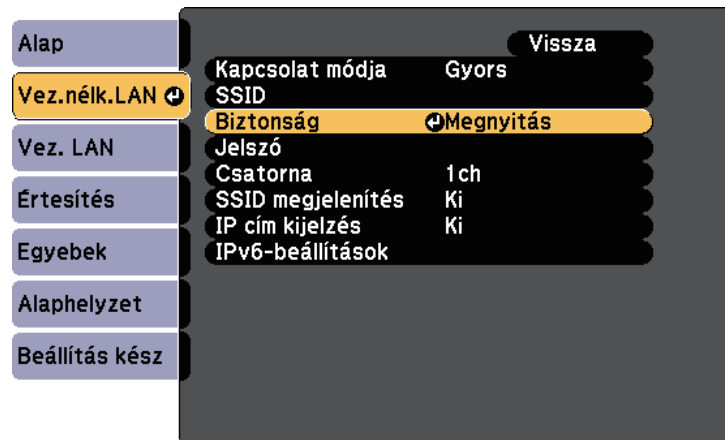 Alap
Vez.nélk.LAN
Vez. LAN
Értesítés
Egyebek
Alaphelyzet
Beállítás kész
Vissza
Kapcsolat módja Gyors
SSID
Biztonság Megnyitás
Jelszó
Csatorna 1ch
SSID megjelenítés Ki
IP cím kijelzés Ki
IPv6-beállítások